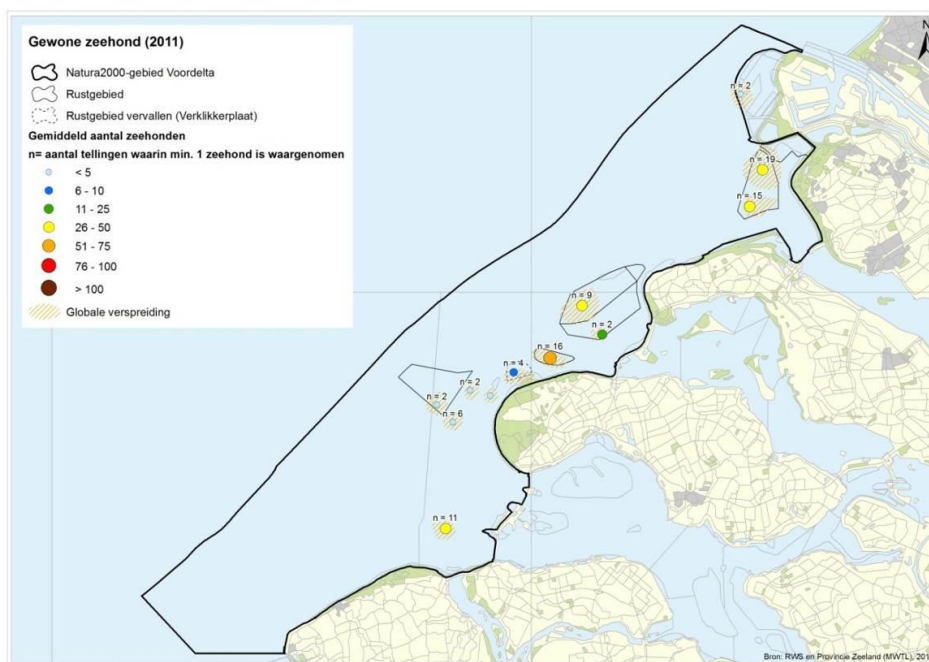 Gewone zeehond (2011)
Natura2000-gebied Voordelta
Rustgebied
Rustgebied vervallen (Verklikkerplaat)
Gemiddeld aantal zeehonden
n= aantal tellingen waarin min. 1 zeehond is waargenomen
< 5
6 - 10
11 - 25
26 - 50
51 - 75
76 - 100
> 100
Globale verspreiding
N
n = 2
n = 19
n = 15
n = 9
n = 2
n = 16
n = 4
n = 2
n = 2
n = 6
n = 11
Bron: RWS en Provincie Zeeland (MWTL), 201